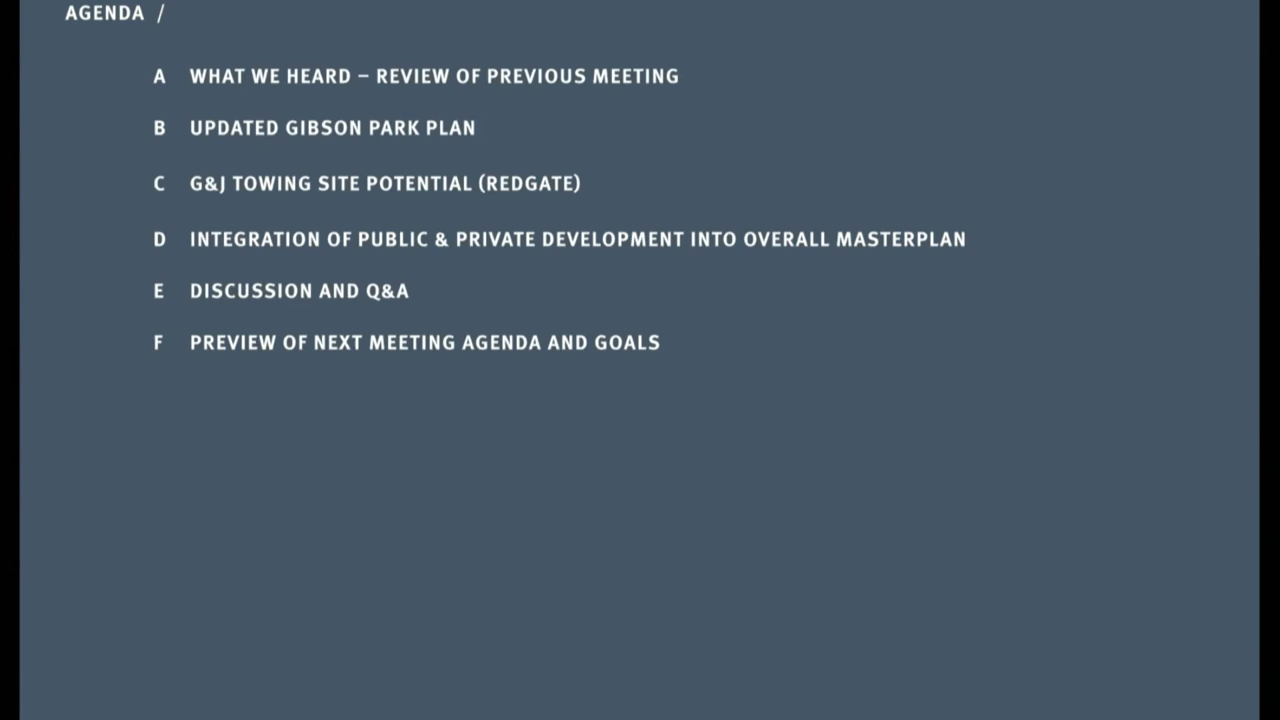 AGENDA /
A WHAT WE HEARD – REVIEW OF PREVIOUS MEETING
B UPDATED GIBSON PARK PLAN
C G&J TOWING SITE POTENTIAL (REDGATE)
D INTEGRATION OF PUBLIC & PRIVATE DEVELOPMENT INTO OVERALL MASTERPLAN
E DISCUSSION AND Q&A
F PREVIEW OF NEXT MEETING AGENDA AND GOALS